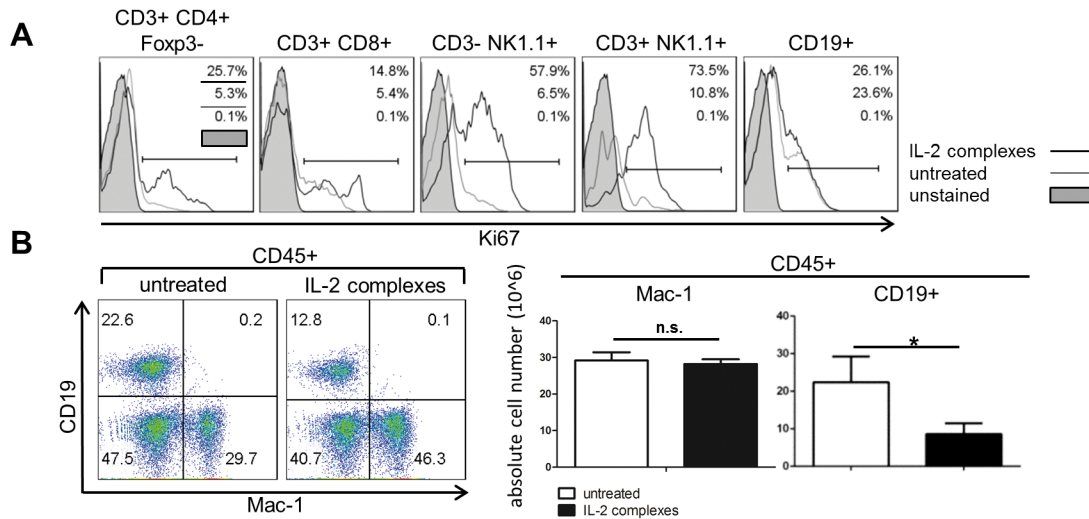 A
CD3+ CD4+
Foxp3-
CD3+ CD8+
CD3- NK1.1+
CD3+ NK1.1+
CD19+
25.7%
5.3%
0.1%
14.8%
5.4%
0.1%
57.9%
6.5%
0.1%
73.5%
10.8%
0.1%
26.1%
23.6%
0.1%
IL-2 complexes
untreated
unstained
Ki67
B
CD45+
untreated
IL-2 complexes
22.6
0.2
47.5
29.7
12.8
0.1
40.7
46.3
CD19
Mac-1
CD45+
Mac-1
CD19+
absolute cell number (10^6)
40
30
20
10
0
n.s.
40
30
20
10
0
*
untreated
IL-2 complexes